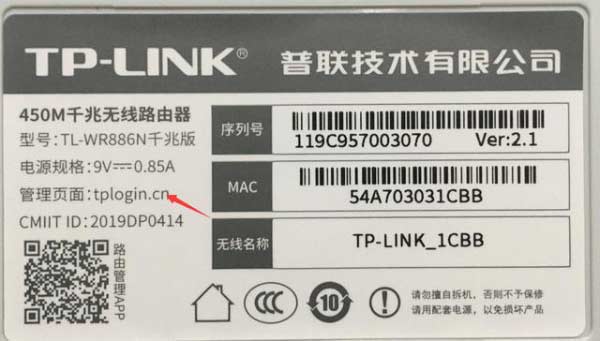 TP-LINK® 普联技术有限公司
450M千兆无线路由器
型号:TL-WR886N千兆版
电源规格:9V⎓0.85A
管理页面:tplogin.cn
CMIIT ID:2019DP0414
路由管理APP
序列号
119C957003070 Ver:2.1
MAC
54A703031CBB
无线名称
TP-LINK_1CBB
CCC
10
请勿擅自拆机，否则不予保修
请用配套电源，以免损坏产品